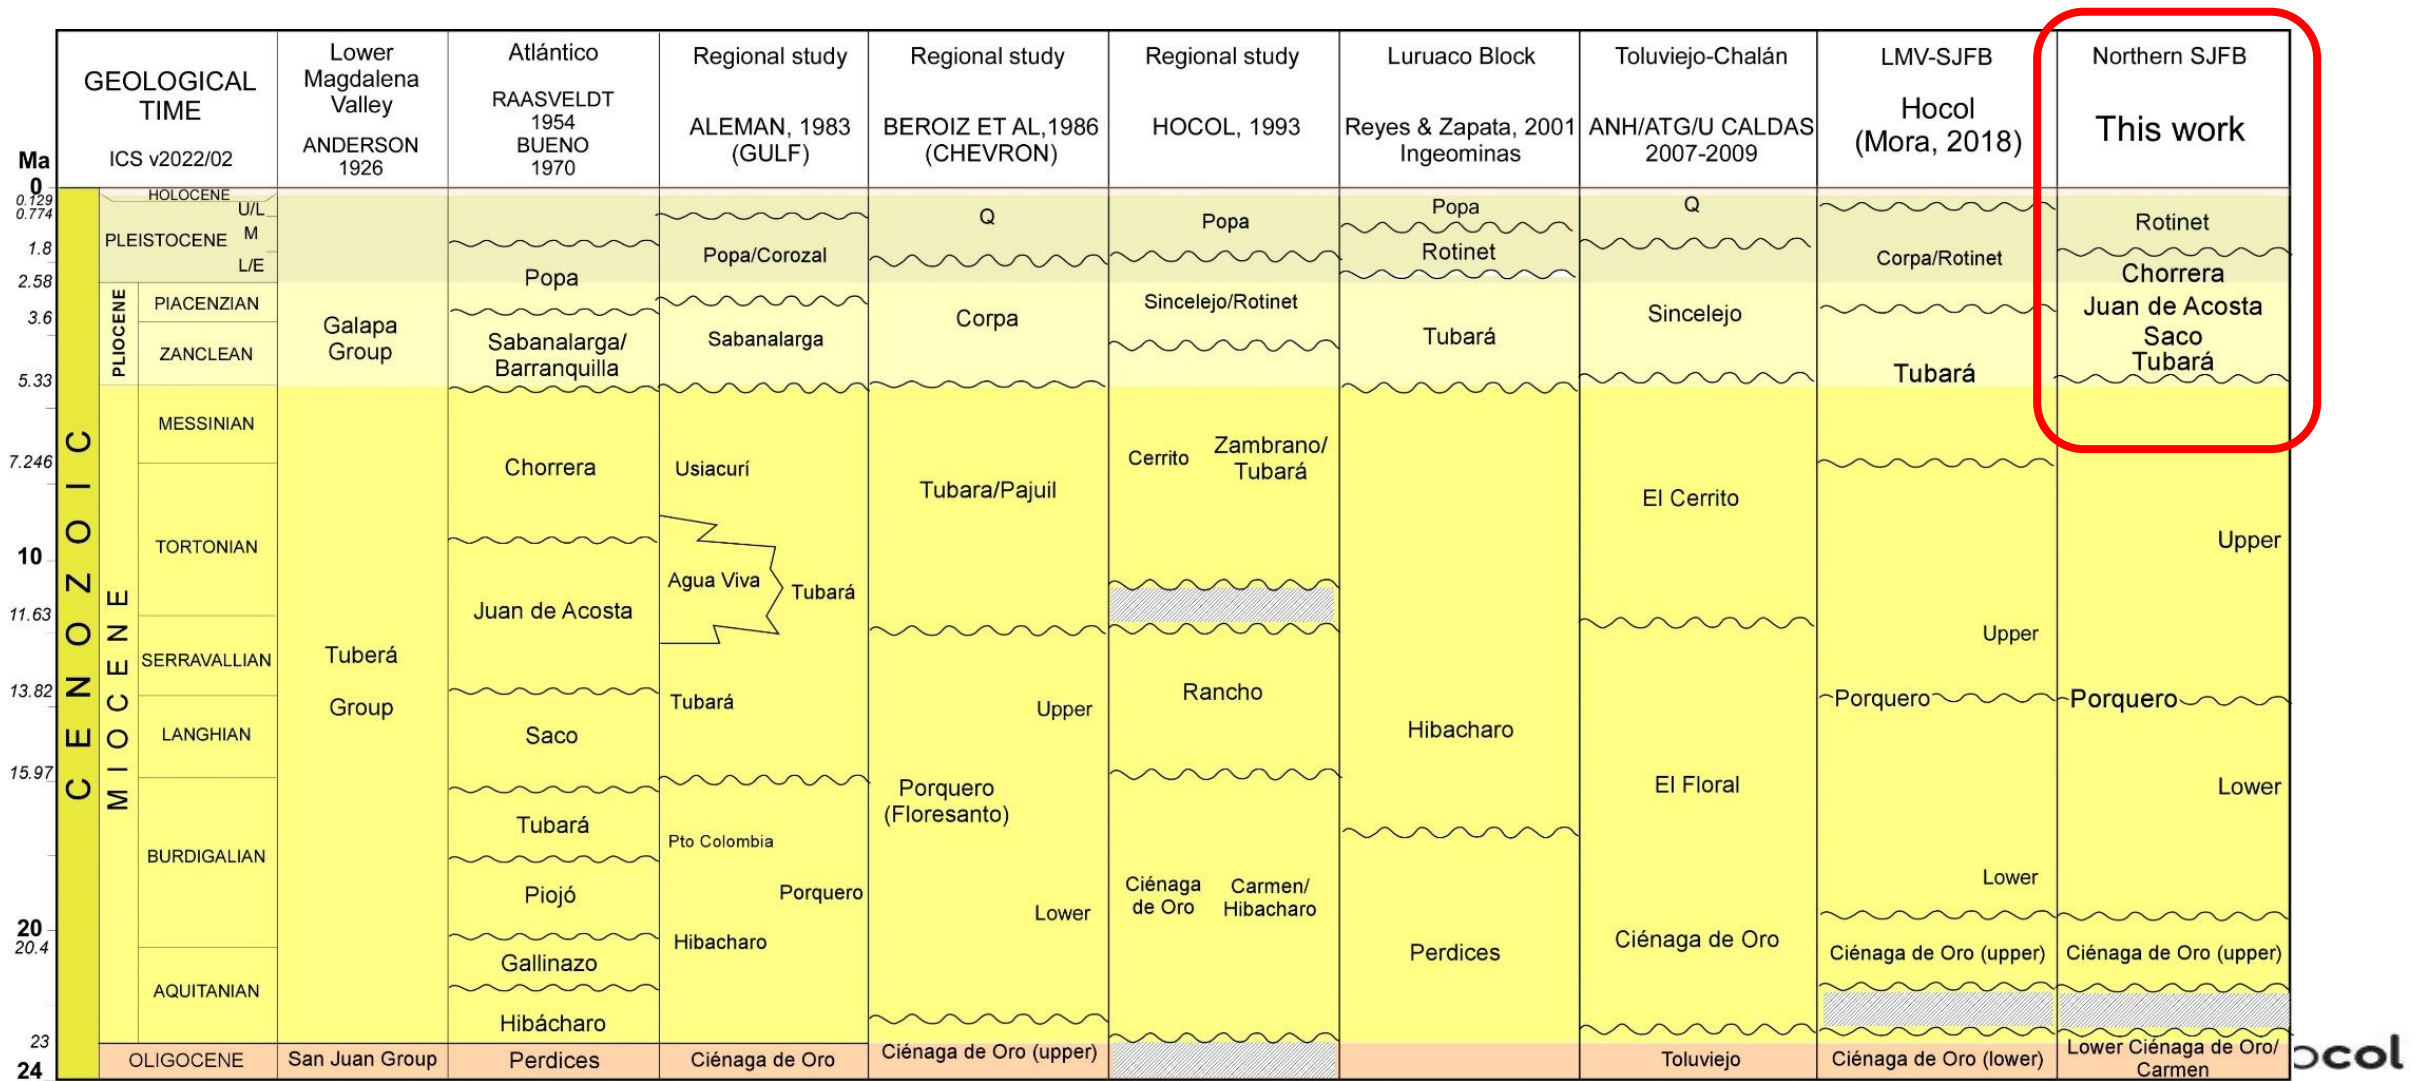 GEOLOGICAL
TIME
ICS v2022/02
Ma
Lower
Magdalena
Valley
ANDERSON
1926
Atlántico
RAASVELDT
1954
BUENO
1970
Regional study
ALEMAN, 1983
(GULF)
Regional study
BEROIZ ET AL,1986
(CHEVRON)
Regional study
HOCOL, 1993
Luruaco Block
Reyes & Zapata, 2001
Ingeominas
Toluviejo-Chalán
ANH/ATG/U CALDAS
2007-2009
LMV-SJFB
Hocol
(Mora, 2018)
Northern SJFB
This work
0
0.129
0.774
1.8
2.58
3.6
5.33
7.246
10
11.63
13.82
15.97
20
20.4
23
24
CENOZOIC
HOLOCENE
PLEISTOCENE
U/L
M
L/E
PLIOCENE
PIACENZIAN
ZANCLEAN
MIOCENE
MESSINIAN
TORTONIAN
SERRAVALLIAN
LANGHIAN
BURDIGALIAN
AQUITANIAN
OLIGOCENE
Galapa
Group
Tuberá
Group
San Juan Group
Popa
Sabanalarga/
Barranquilla
Chorrera
Juan de Acosta
Saco
Tubará
Piojó
Gallinazo
Hibácharo
Perdices
Popa/Corozal
Sabanalarga
Usiacurí
Agua Viva
Tubará
Tubará
Pto Colombia
Porquero
Hibacharo
Ciénaga de Oro
Q
Corpa
Tubara/Pajuil
Upper
Porquero
(Floresanto)
Lower
Ciénaga de Oro (upper)
Popa
Sincelejo/Rotinet
Cerrito
Zambrano/
Tubará
Rancho
Ciénaga
de Oro
Carmen/
Hibacharo
Popa
Rotinet
Tubará
Hibacharo
Perdices
Q
Sincelejo
El Cerrito
El Floral
Ciénaga de Oro
Toluviejo
Corpa/Rotinet
Tubará
Upper
Porquero
Lower
Ciénaga de Oro (upper)
Ciénaga de Oro (lower)
Rotinet
Chorrera
Juan de Acosta
Saco
Tubará
Upper
Porquero
Lower
Ciénaga de Oro (upper)
Lower Ciénaga de Oro/
Carmen
ocol